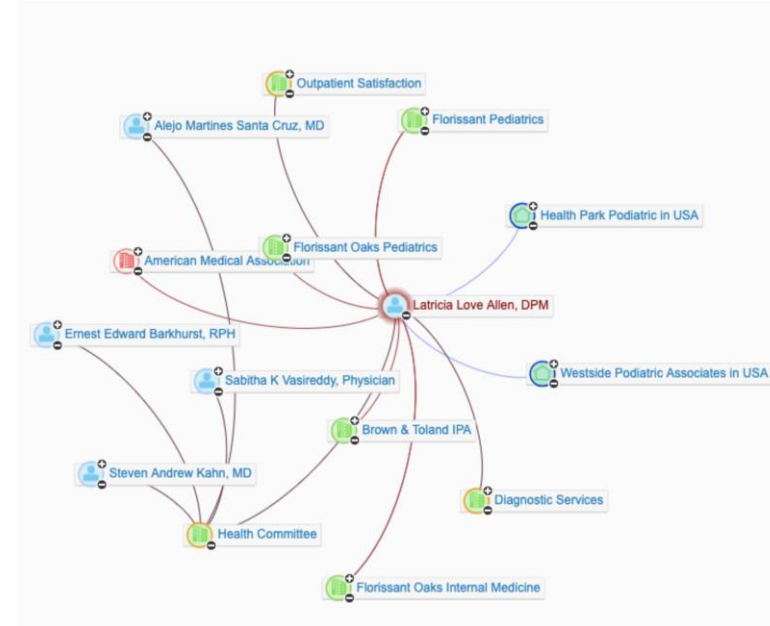 Outpatient Satisfaction
Florissant Pediatrics
Alejo Martines Santa Cruz, MD
Health Park Podiatric in USA
Florissant Oaks Pediatrics
American Medical Association
Latricia Love Allen, DPM
Ernest Edward Barkhurst, RPH
Westside Podiatric Associates in USA
Sabitha K Vasireddy, Physician
Brown & Toland IPA
Steven Andrew Kahn, MD
Diagnostic Services
Health Committee
Florissant Oaks Internal Medicine